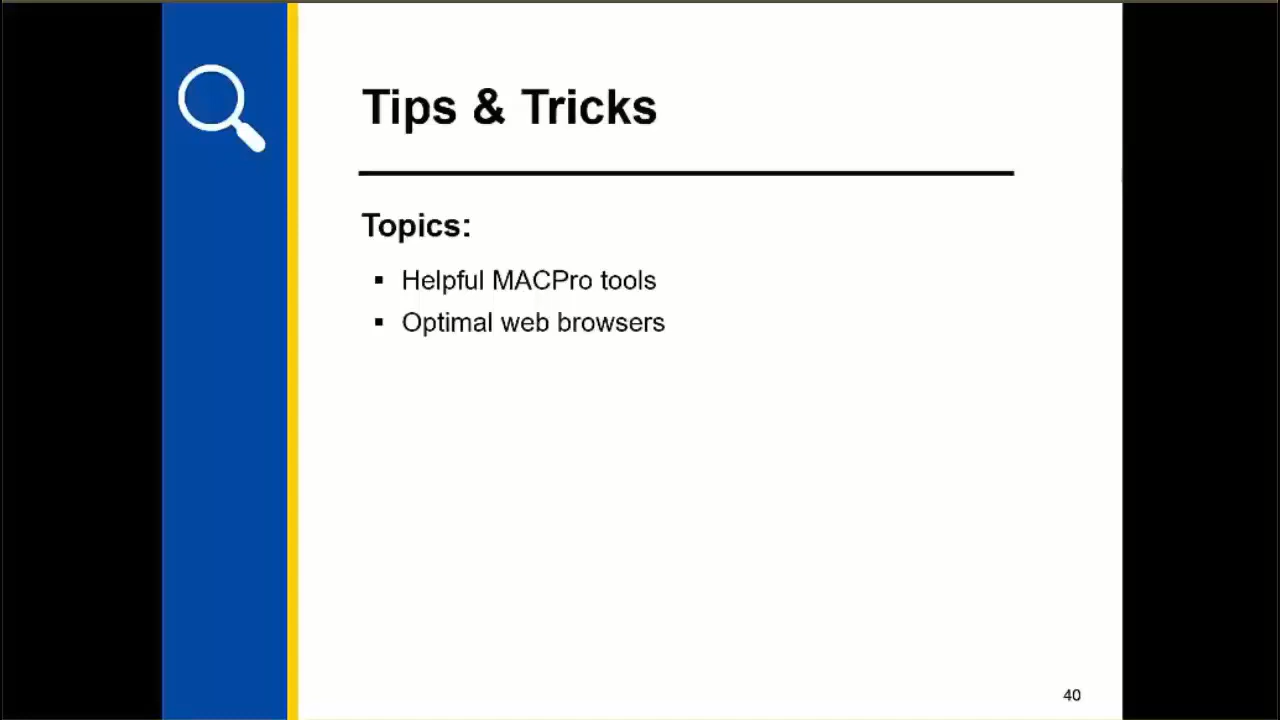 Tips & Tricks
Topics:
▪ Helpful MACPro tools
▪ Optimal web browsers
40